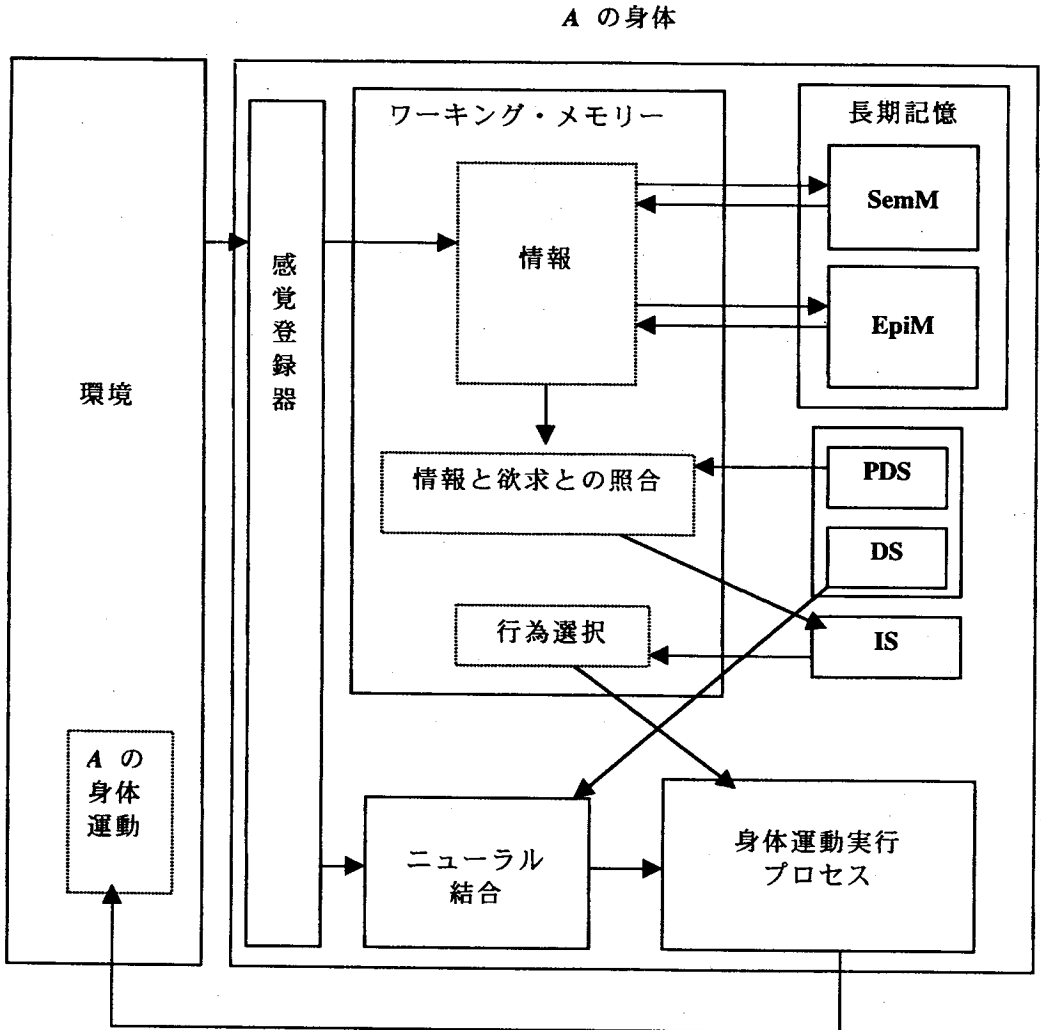 A の身体
ワーキング・メモリー
長期記憶
SemM
情報
感覚登録器
EpiM
環境
情報と欲求との照合
PDS
DS
行為選択
IS
A の
身体
運動
ニューラル
結合
身体運動実行
プロセス